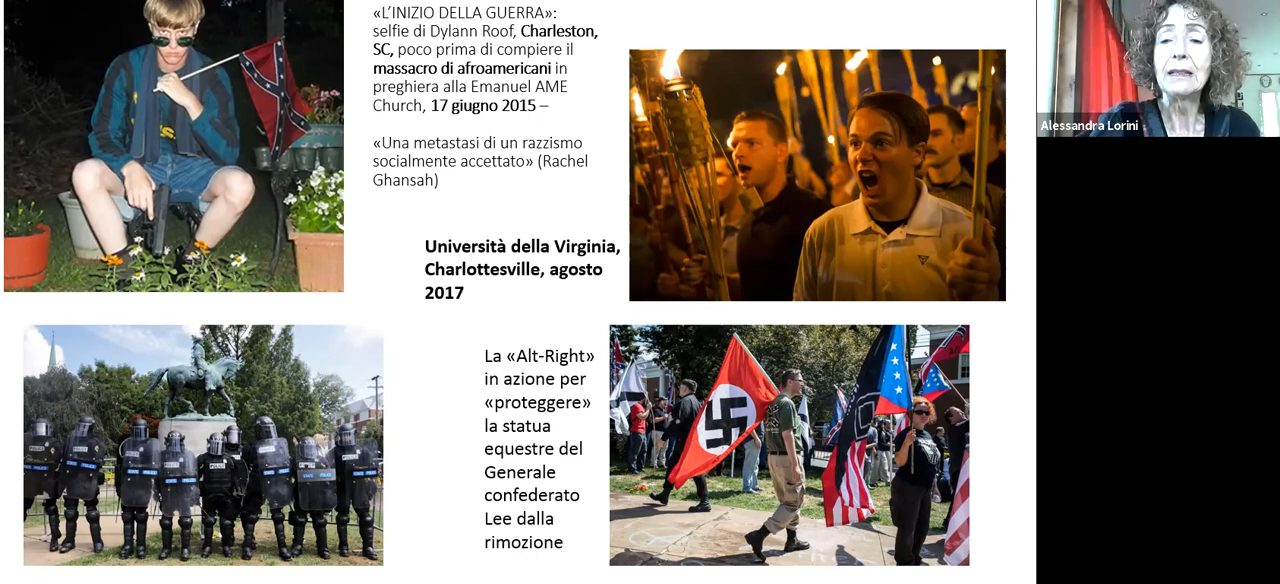 «L'INIZIO DELLA GUERRA»:
selfie di Dylann Roof, Charleston,
SC, poco prima di compiere il
massacro di afroamericani in
preghiera alla Emanuel AME
Church, 17 giugno 2015 –
«Una metastasi di un razzismo
socialmente accettato» (Rachel
Ghansah)
Università della Virginia,
Charlottesville, agosto
2017
La «Alt-Right»
in azione per
«proteggere»
la statua
equestre del
Generale
confederato
Lee dalla
rimozione
Alessandra Lorini